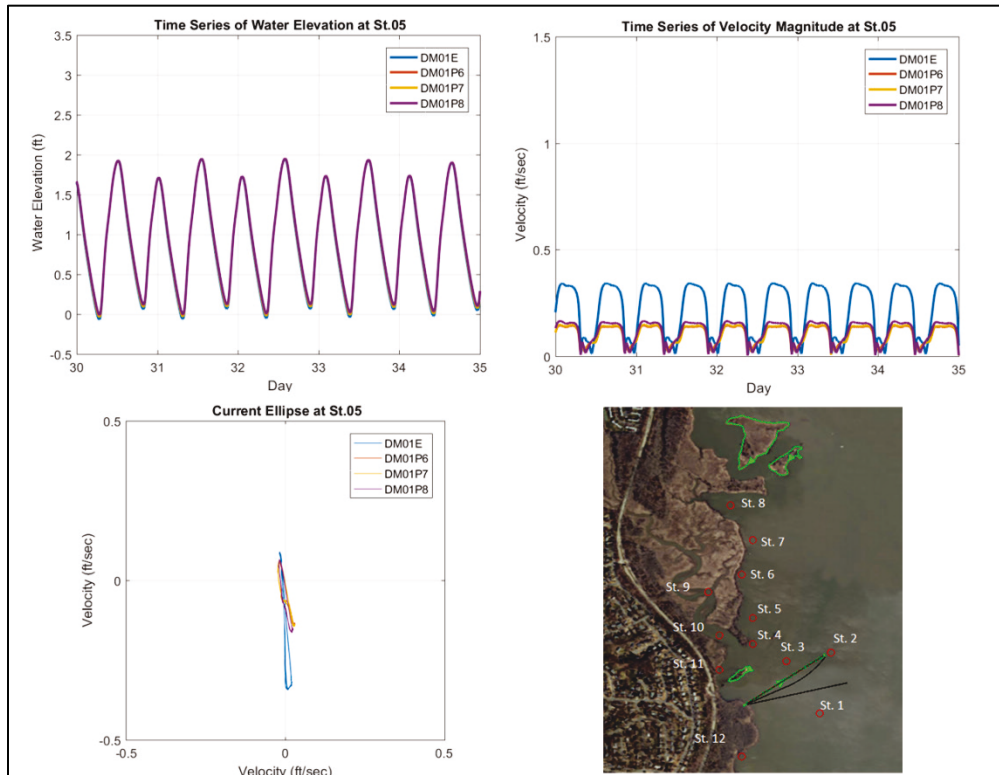 Time Series of Water Elevation at St.05
3.5
3
2.5
2
1.5
1
0.5
0
-0.5
Water Elevation (ft)
DM01E
DM01P6
DM01P7
DM01P8
30
31
32
33
34
35
Day
Time Series of Velocity Magnitude at St.05
1.5
1
0.5
0
Velocity (ft/sec)
DM01E
DM01P6
DM01P7
DM01P8
30
31
32
33
34
35
Day
Current Ellipse at St.05
0.5
0
-0.5
Velocity (ft/sec)
DM01E
DM01P6
DM01P7
DM01P8
-0.5
0
0.5
Velocity (ft/sec)
St. 8
St. 7
St. 6
St. 9
St. 5
St. 10
St. 4
St. 2
St. 3
St. 11
St. 1
St. 12